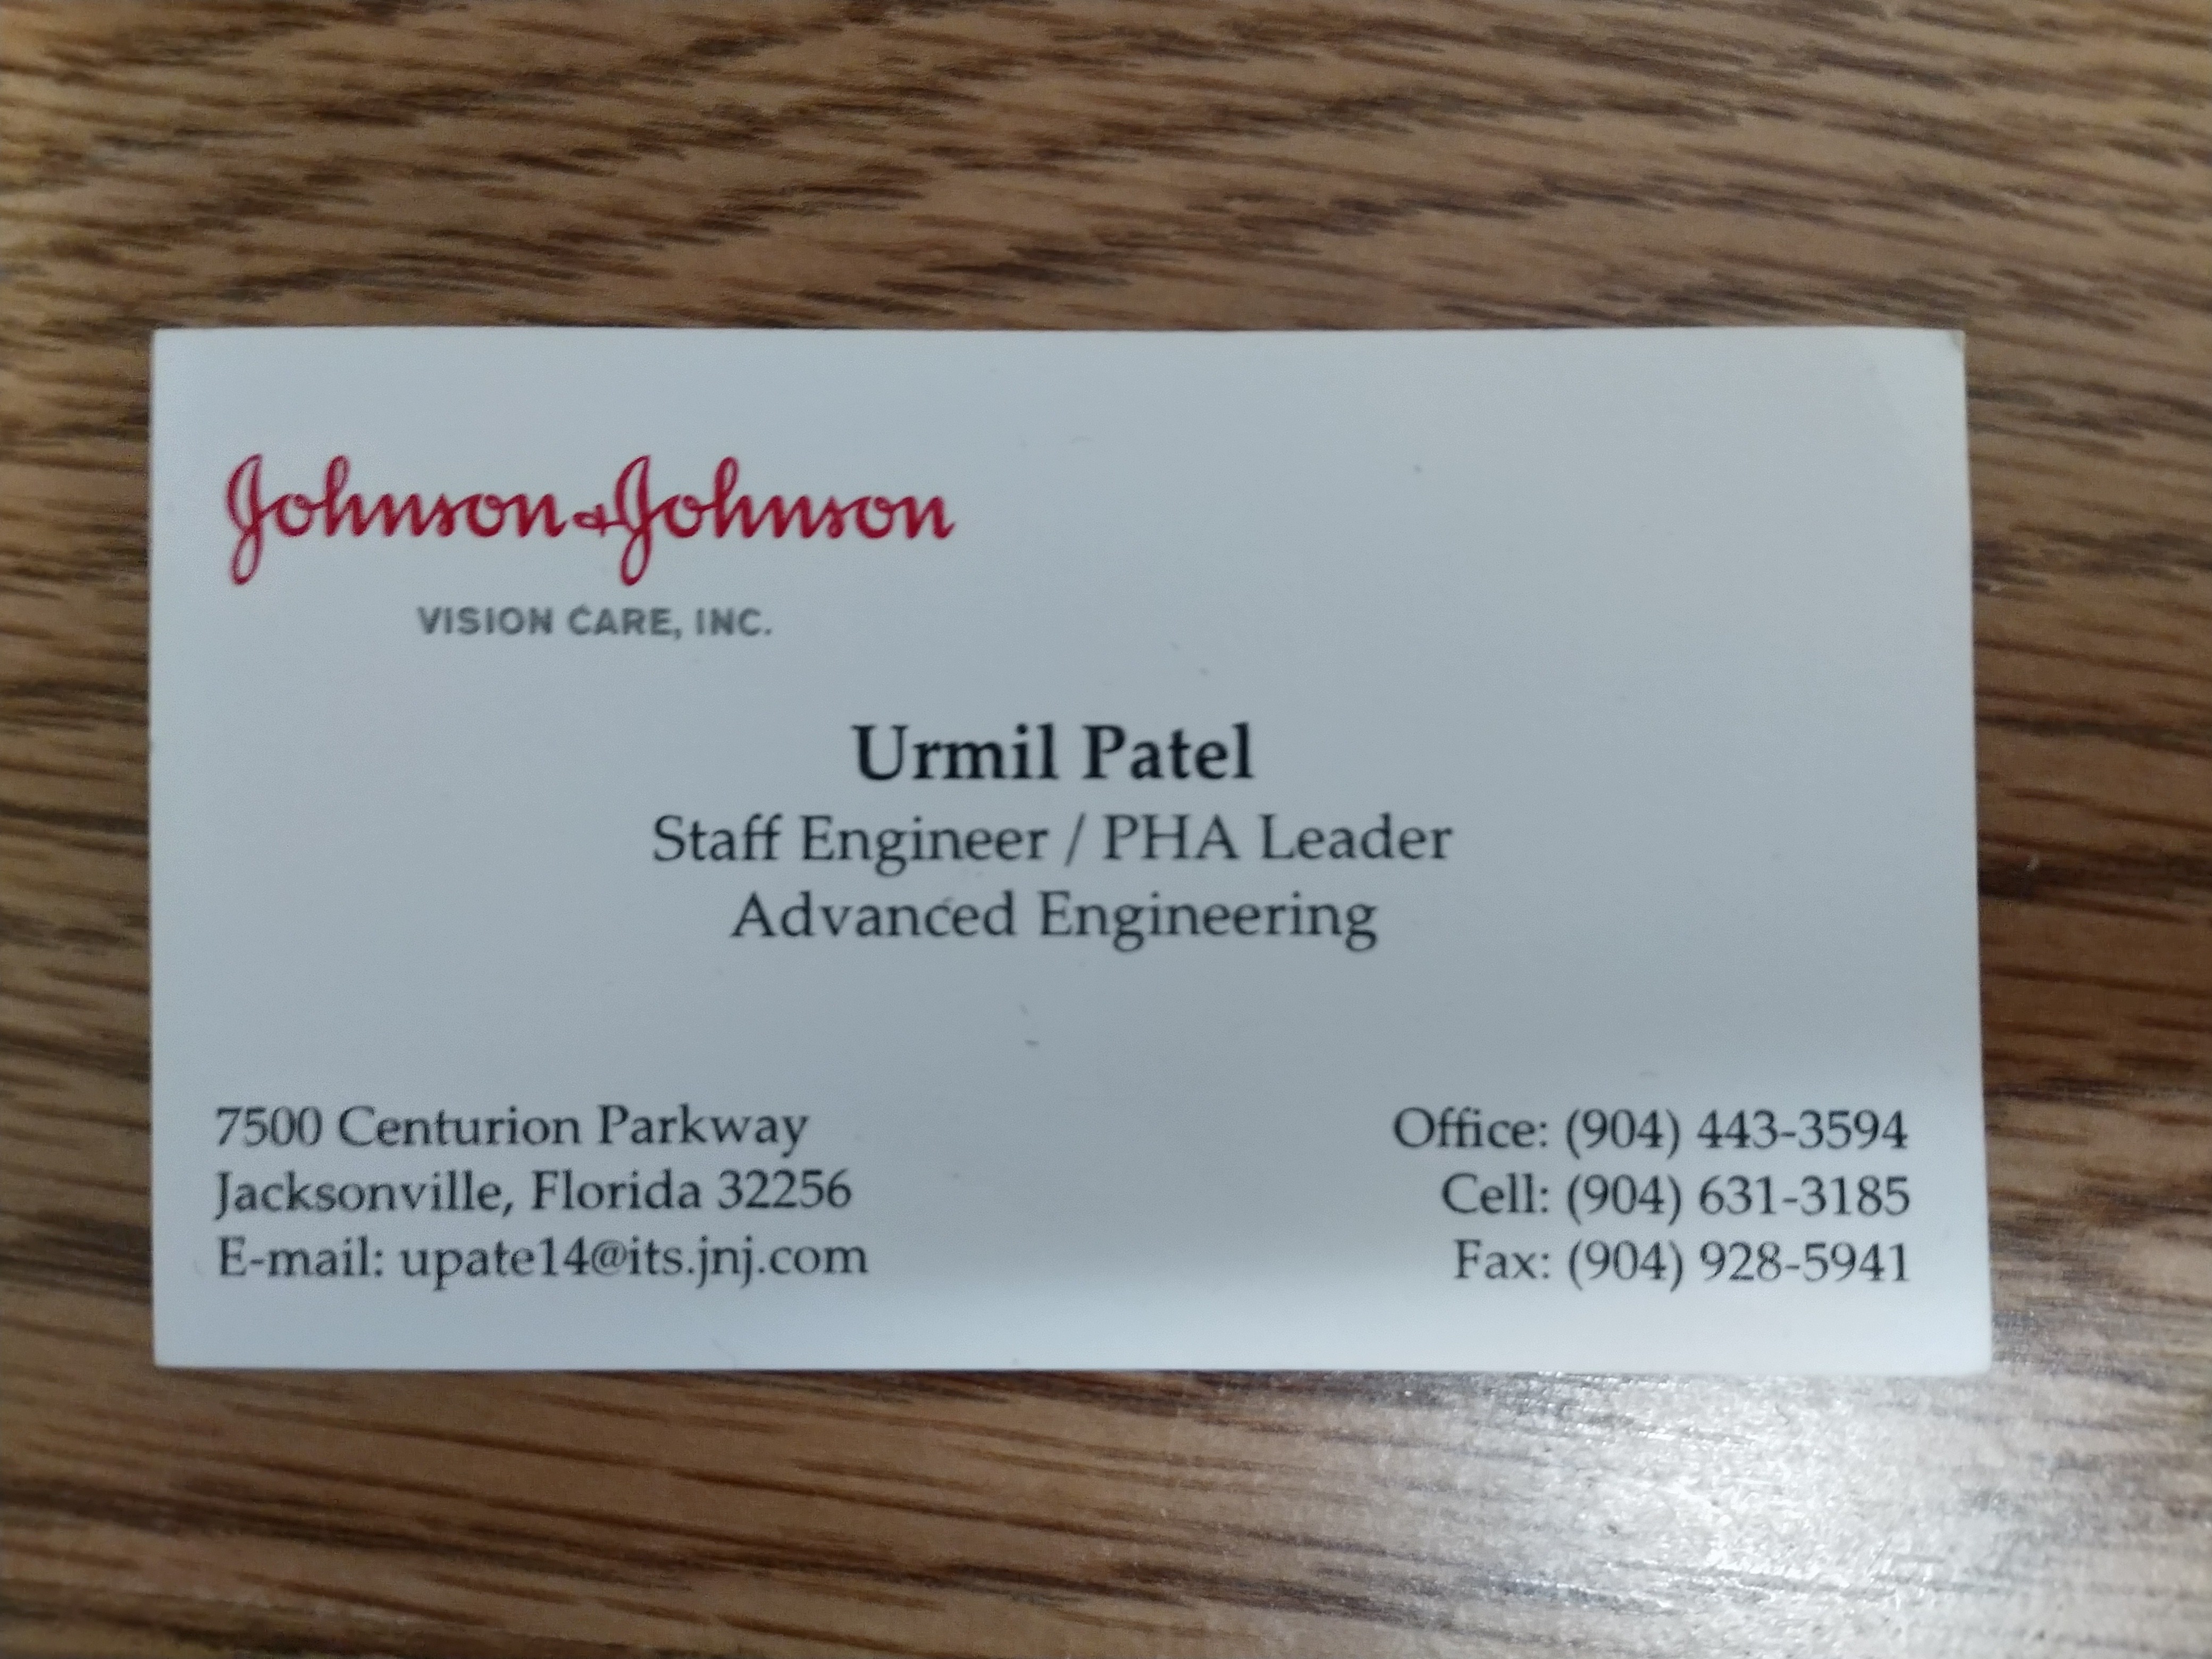 Johnson & Johnson
VISION CARE, INC.
Urmil Patel
Staff Engineer / PHA Leader
Advanced Engineering
7500 Centurion Parkway
Jacksonville, Florida 32256
E-mail: upate14@its.jnj.com
Office: (904) 443-3594
Cell: (904) 631-3185
Fax: (904) 928-5941